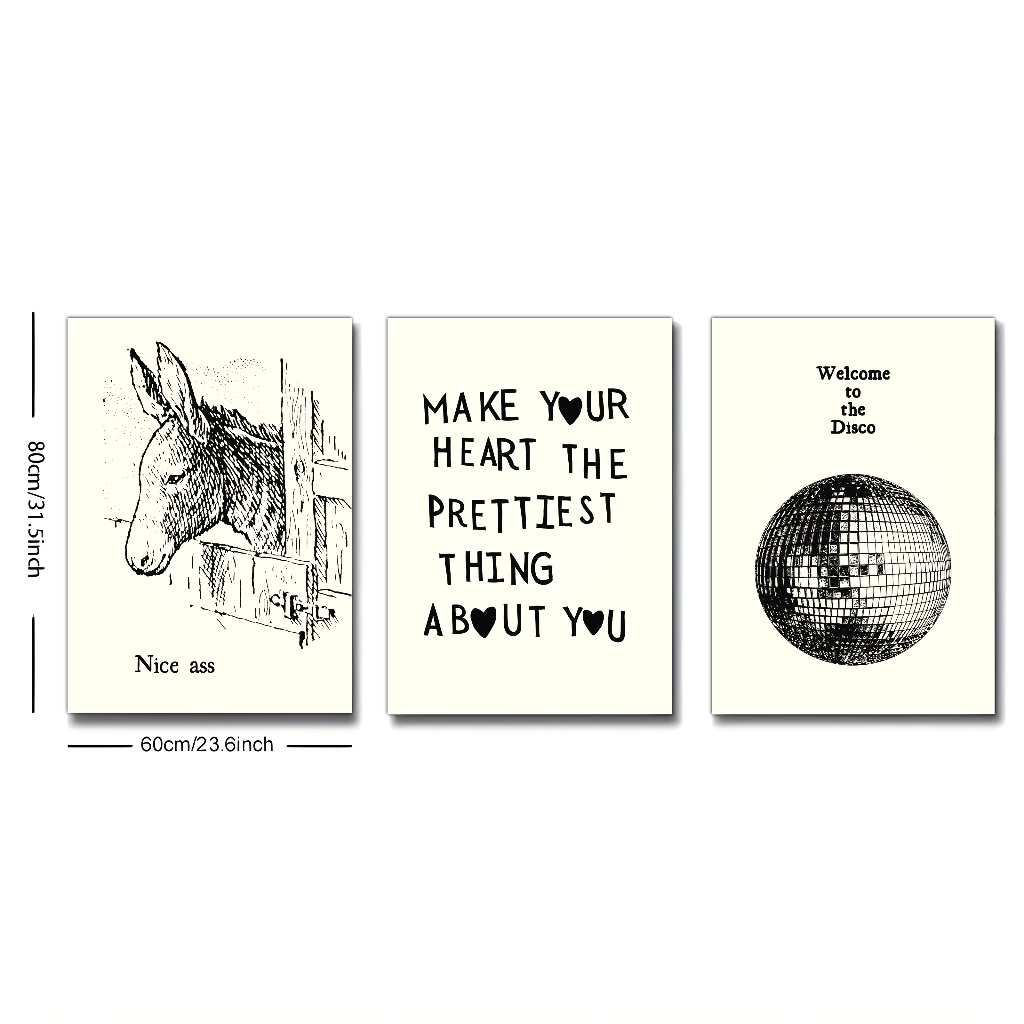 80cm/31.5inch
Nice ass
60cm/23.6inch
MAKE YOUR
HEART THE
PRETTIEST
THING
ABOUT YOU
Welcome
to
the
Disco